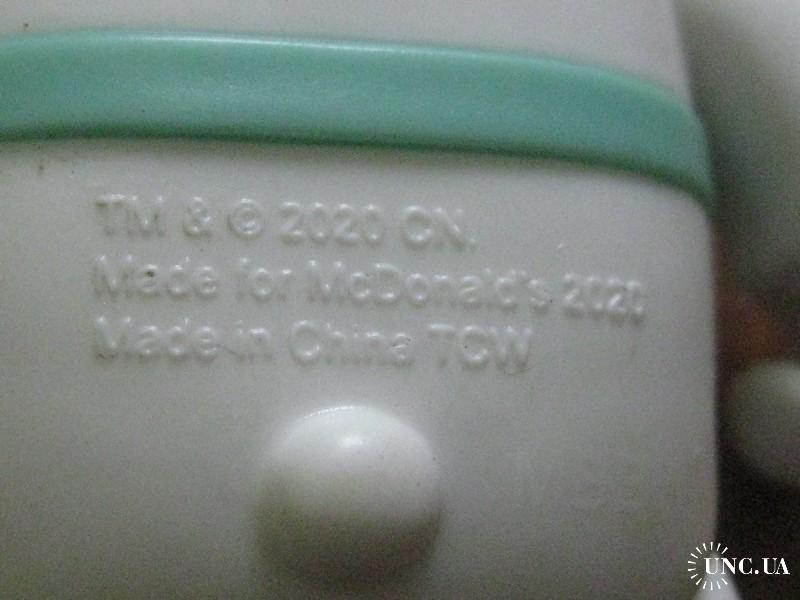 TM & © 2020 CN.
Made for McDonald's 2020
Made in China TCW
UNC.UA